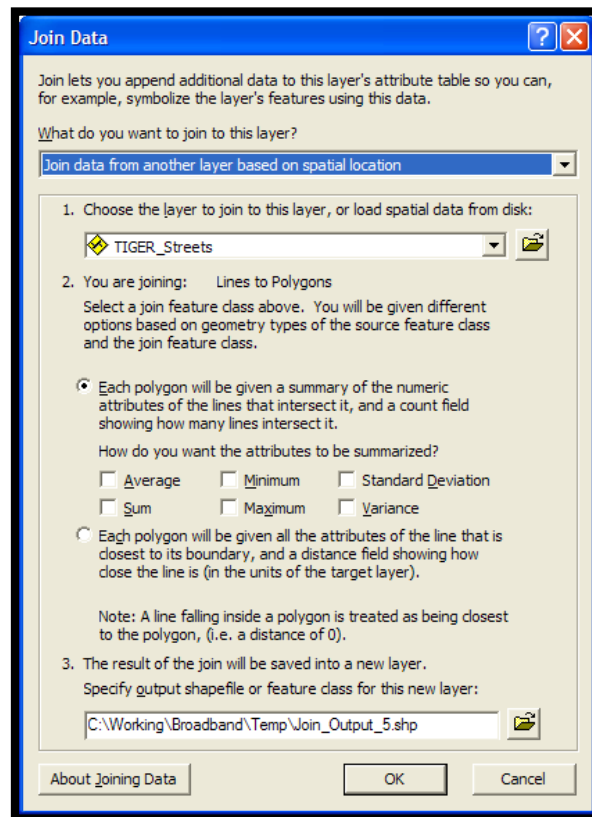 Join Data
Join lets you append additional data to this layer's attribute table so you can,
for example, symbolize the layer's features using this data.
What do you want to join to this layer?
Join data from another layer based on spatial location
1. Choose the layer to join to this layer, or load spatial data from disk:
TIGER_Streets
2. You are joining: Lines to Polygons
Select a join feature class above. You will be given different
options based on geometry types of the source feature class
and the join feature class.
Each polygon will be given a summary of the numeric
attributes of the lines that intersect it, and a count field
showing how many lines intersect it.
How do you want the attributes to be summarized?
Average Minimum Standard Deviation
Sum Maximum Variance
Each polygon will be given all the attributes of the line that is
closest to its boundary, and a distance field showing how
close the line is (in the units of the target layer).
Note: A line falling inside a polygon is treated as being closest
to the polygon, (i.e. a distance of 0).
3. The result of the join will be saved into a new layer.
Specify output shapefile or feature class for this new layer:
C:\Working\Broadband\Temp\Join_Output_5.shp
About Joining Data OK Cancel